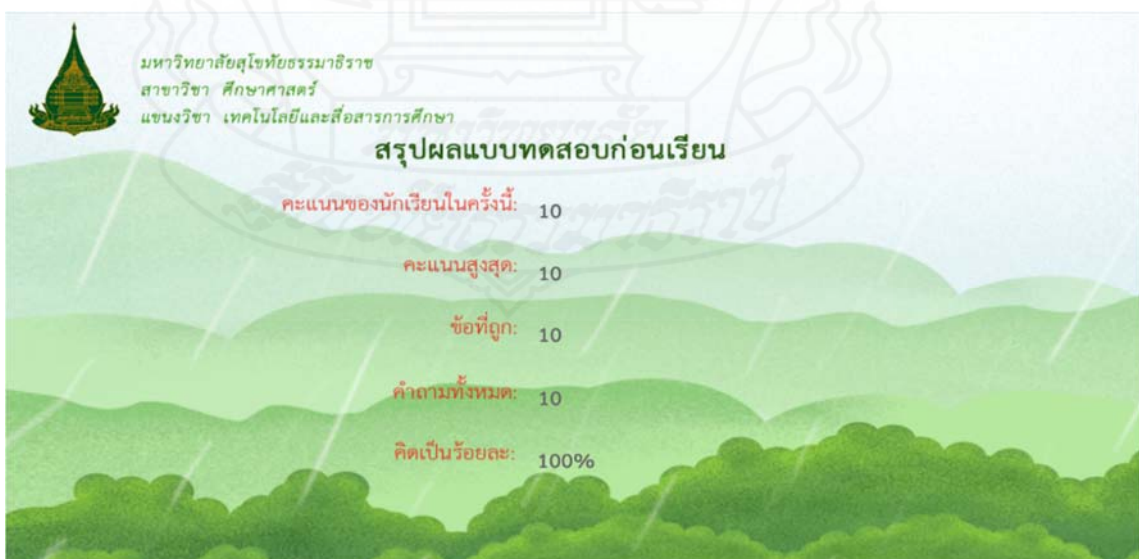 มหาวิทยาลัยสุโขทัยธรรมาธิราช
สาขาวิชา ศึกษาศาสตร์
แขนงวิชา เทคโนโลยีและสื่อสารการศึกษา
สรุปผลแบบทดสอบก่อนเรียน
คะแนนของนักเรียนในครั้งนี้: 10
คะแนนสูงสุด: 10
ข้อที่ถูก: 10
คำถามทั้งหมด: 10
คิดเป็นร้อยละ: 100%